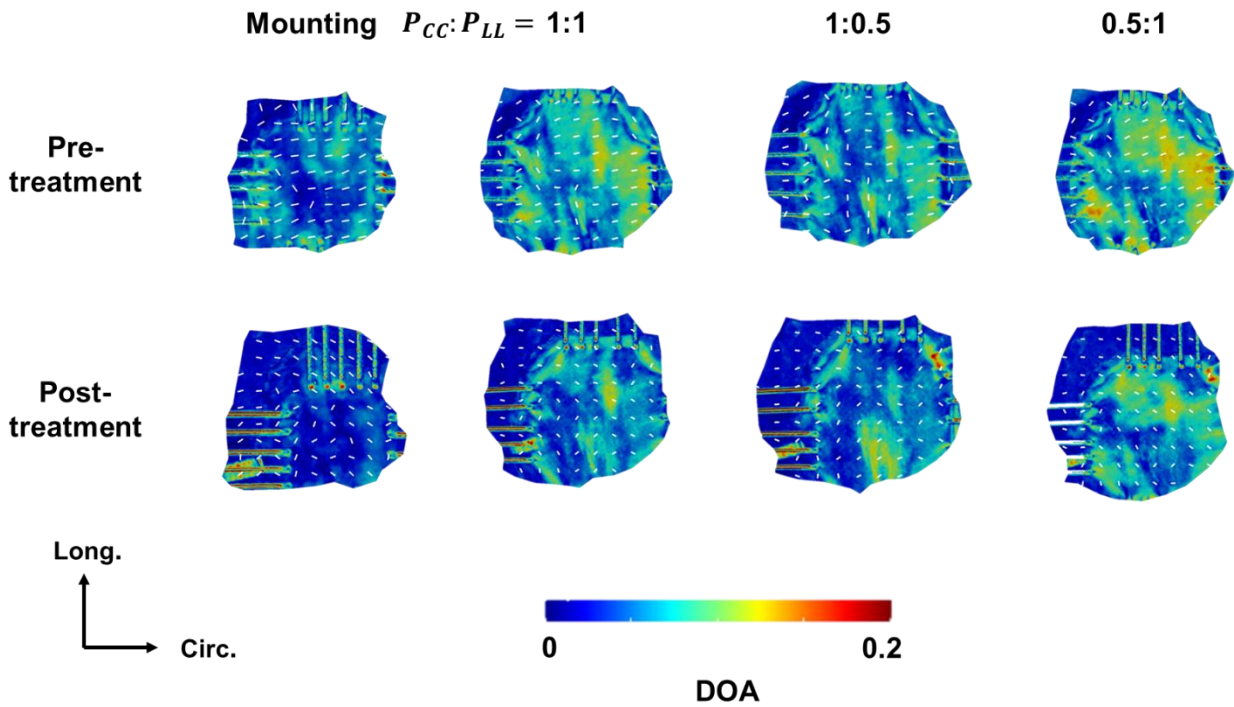 Mounting P_CC:P_LL = 1:1 1:0.5 0.5:1
Pre-
treatment
Post-
treatment
Long.
Circ.
0 0.2
DOA